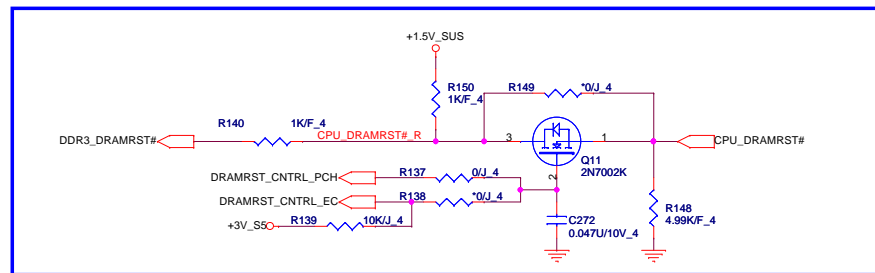 +1.5V_SUS
R150
1K/F_4
R149
*0/J_4
R140
1K/F_4
CPU_DRAMRST#_R
DDR3_DRAMRST#
3
1
CPU_DRAMRST#
Q11
2N7002K
2
DRAMRST_CNTRL_PCH
R137
0/J_4
DRAMRST_CNTRL_EC
R138
*0/J_4
+3V_S5
R139
10K/J_4
C272
0.047U/10V_4
R148
4.99K/F_4